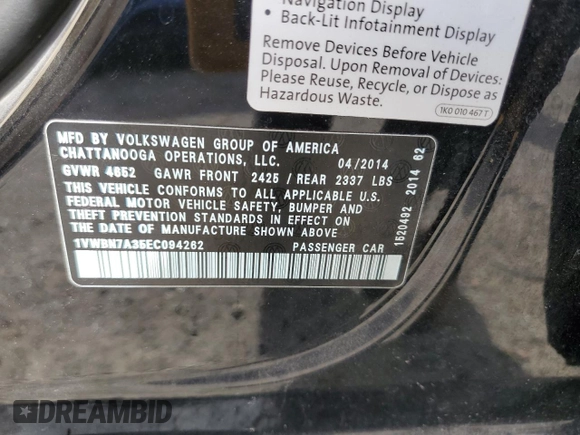 Navigation Display
• Back-Lit Infotainment Display
Remove Devices Before Vehicle
Disposal. Upon Removal of Devices:
Please Reuse, Recycle, or Dispose as
Hazardous Waste.
1K0 010 467 T
MFD BY VOLKSWAGEN GROUP OF AMERICA
CHATTANOOGA OPERATIONS, LLC. 04/2014
GVWR 4652 GAWR FRONT 2425 / REAR 2337 LBS
THIS VEHICLE CONFORMS TO ALL APPLICABLE U.S.
FEDERAL MOTOR VEHICLE SAFETY, BUMPER AND
THEFT PREVENTION STANDARDS IN EFFECT ON
THE DATE OF MANUFACTURE SHOWN ABOVE
1VWBN7A35EC094262 PASSENGER CAR
1520492 2014 62
DREAMBID